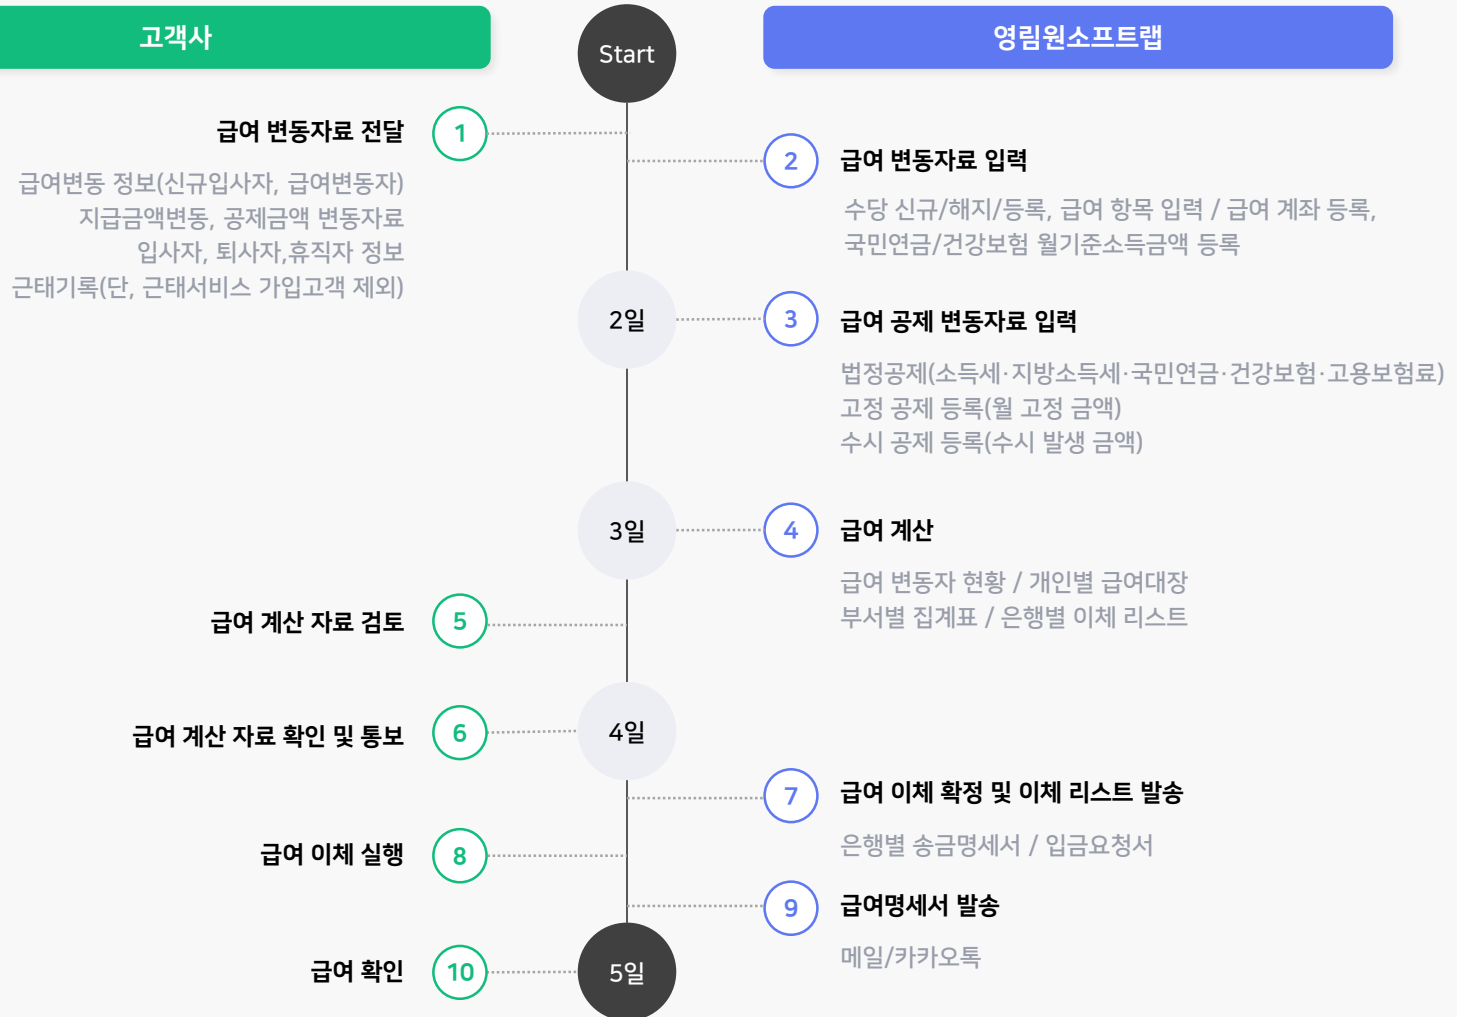 고객사
Start
영림원소프트랩
급여 변동자료 전달
1
급여변동 정보(신규입사자, 급여변동자)
지급금액변동, 공제금액 변동자료
입사자, 퇴사자,휴직자 정보
근태기록(단, 근태서비스 가입고객 제외)
2
급여 변동자료 입력
수당 신규/해지/등록, 급여 항목 입력 / 급여 계좌 등록,
국민연금/건강보험 월기준소득금액 등록
2일
3
급여 공제 변동자료 입력
법정공제(소득세·지방소득세·국민연금·건강보험·고용보험료)
고정 공제 등록(월 고정 금액)
수시 공제 등록(수시 발생 금액)
3일
4
급여 계산
급여 변동자 현황 / 개인별 급여대장
부서별 집계표 / 은행별 이체 리스트
급여 계산 자료 검토
5
급여 계산 자료 확인 및 통보
6
4일
7
급여 이체 확정 및 이체 리스트 발송
은행별 송금명세서 / 입금요청서
급여 이체 실행
8
9
급여명세서 발송
메일/카카오톡
급여 확인
10
5일